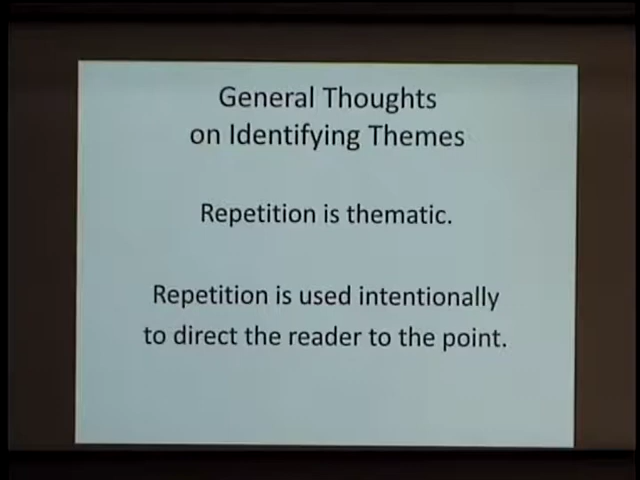 General Thoughts
on Identifying Themes
Repetition is thematic.
Repetition is used intentionally
to direct the reader to the point.